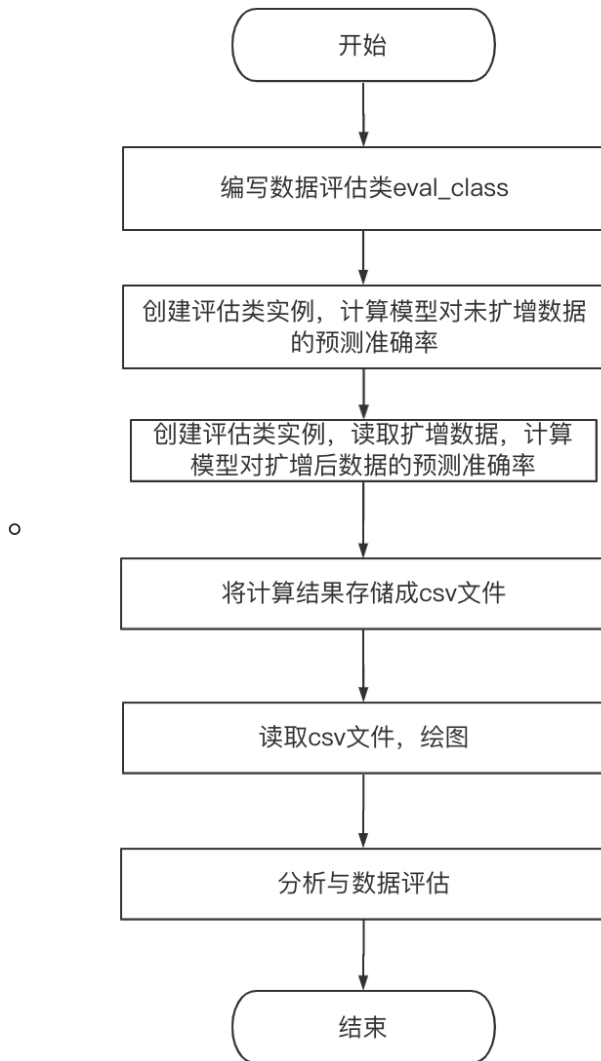 开始
编写数据评估类eval_class
创建评估类实例，计算模型对未扩增数据
的预测准确率
创建评估类实例，读取扩增数据，计算
模型对扩增后数据的预测准确率
。
将计算结果存储成csv文件
读取csv文件，绘图
分析与数据评估
结束